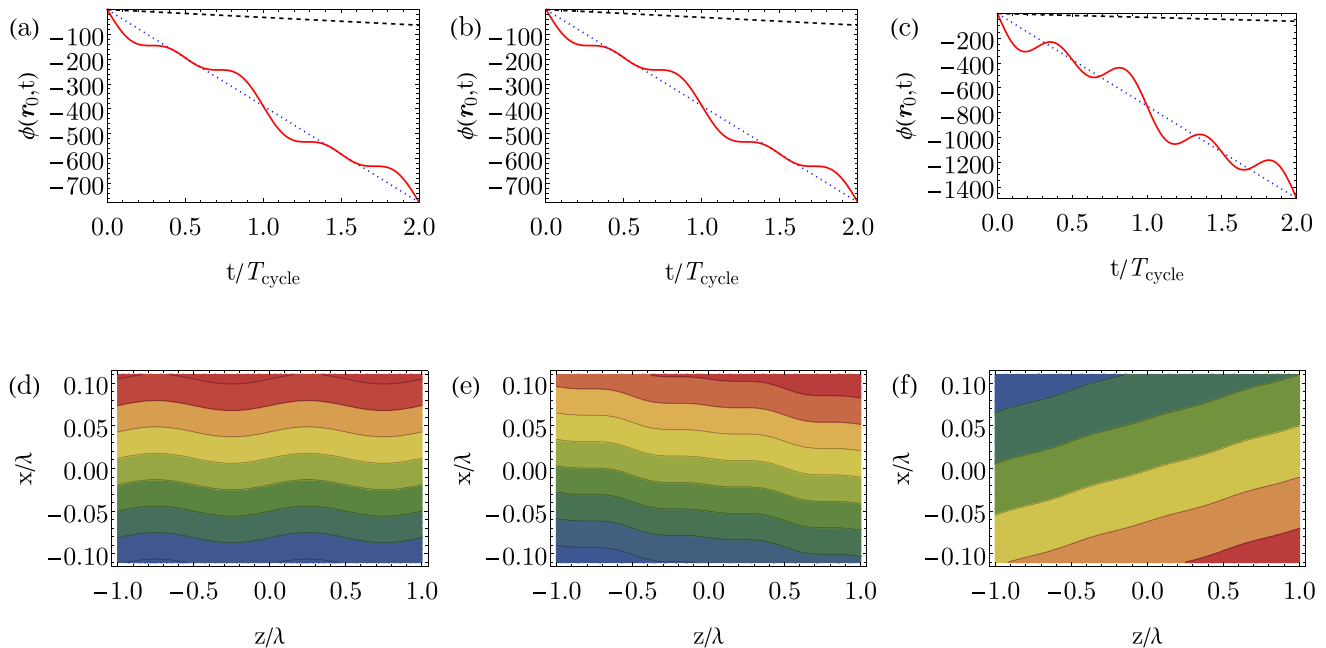 (a)
ϕ(r₀,t)
−100
−200
−300
−400
−500
−600
−700
0.0 0.5 1.0 1.5 2.0
t/T_cycle
(b)
ϕ(r₀,t)
−100
−200
−300
−400
−500
−600
−700
0.0 0.5 1.0 1.5 2.0
t/T_cycle
(c)
ϕ(r₀,t)
−200
−400
−600
−800
−1000
−1200
−1400
0.0 0.5 1.0 1.5 2.0
t/T_cycle
(d)
x/λ
0.10
0.05
0.00
−0.05
−0.10
−1.0 −0.5 0.0 0.5 1.0
z/λ
(e)
x/λ
0.10
0.05
0.00
−0.05
−0.10
−1.0 −0.5 0.0 0.5 1.0
z/λ
(f)
x/λ
0.10
0.05
0.00
−0.05
−0.10
−1.0 −0.5 0.0 0.5 1.0
z/λ